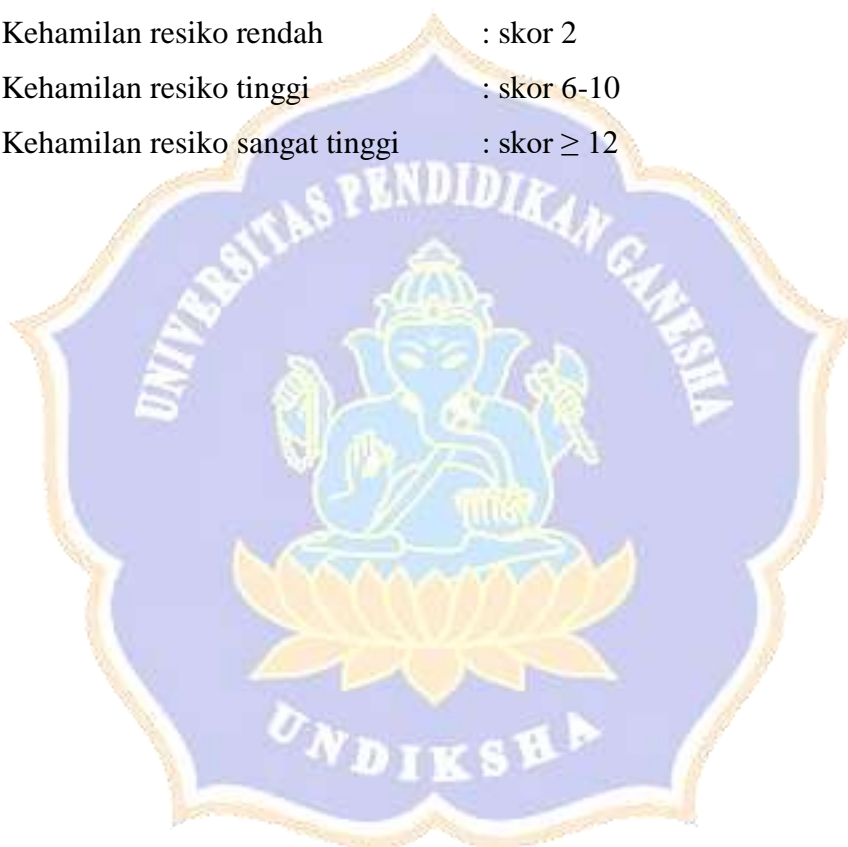 Kehamilan resiko rendah : skor 2
Kehamilan resiko tinggi : skor 6-10
Kehamilan resiko sangat tinggi : skor ≥ 12
UNIVERSITAS PENDIDIKAN GANESHA
UNDIKSHA